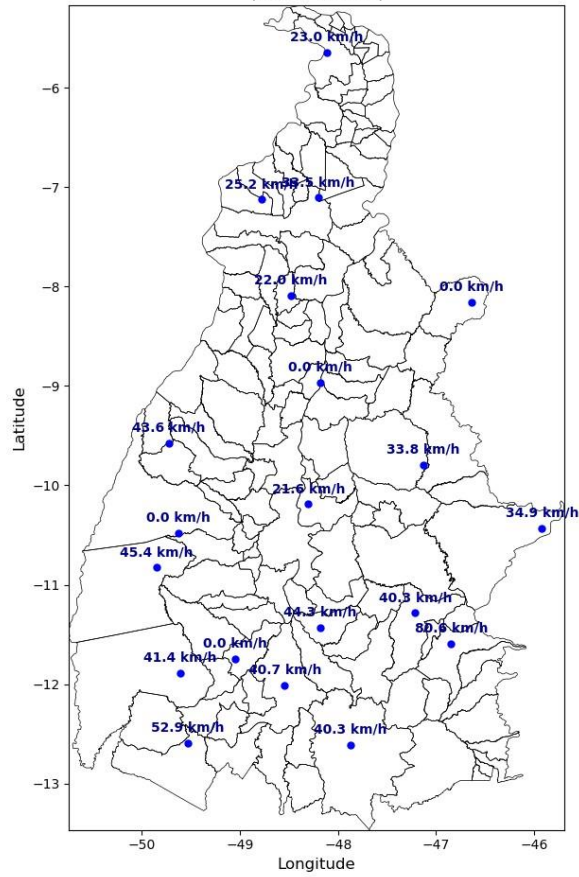 23.0 km/h
25.2 km/h
33.5 km/h
22.0 km/h
0.0 km/h
0.0 km/h
43.6 km/h
33.8 km/h
21.6 km/h
34.9 km/h
0.0 km/h
45.4 km/h
40.3 km/h
44.3 km/h
80.6 km/h
0.0 km/h
41.4 km/h
40.7 km/h
52.9 km/h
40.3 km/h
−6
−7
−8
−9
−10
−11
−12
−13
Latitude
−50
−49
−48
−47
−46
Longitude